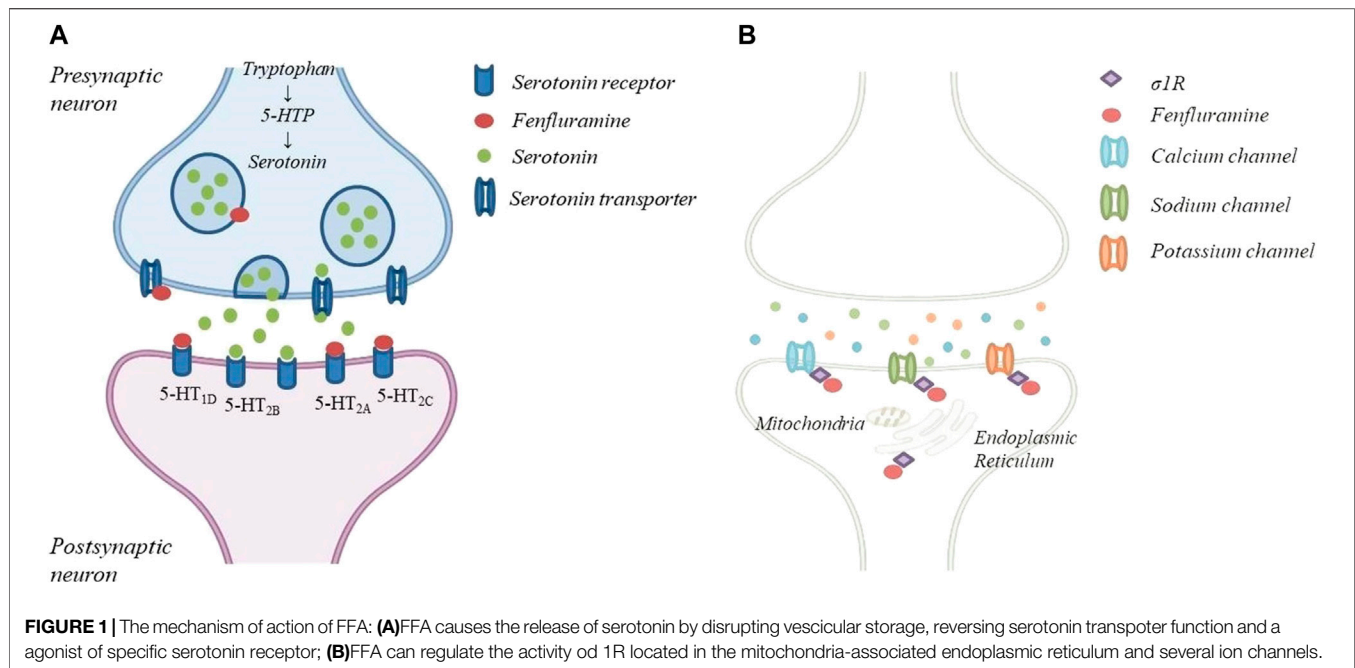 A
Presynaptic
neuron
Tryptophan
↓
5-HTP
↓
Serotonin
Serotonin receptor
Fenfluramine
Serotonin
Serotonin transporter
5-HT1D
5-HT2B
5-HT2A
5-HT2C
Postsynaptic
neuron
B
σ1R
Fenfluramine
Calcium channel
Sodium channel
Potassium channel
Mitochondria
Endoplasmic
Reticulum
FIGURE 1 | The mechanism of action of FFA: (A)FFA causes the release of serotonin by disrupting vescicular storage, reversing serotonin transpoter function and a
agonist of specific serotonin receptor; (B)FFA can regulate the activity od 1R located in the mitochondria-associated endoplasmic reticulum and several ion channels.